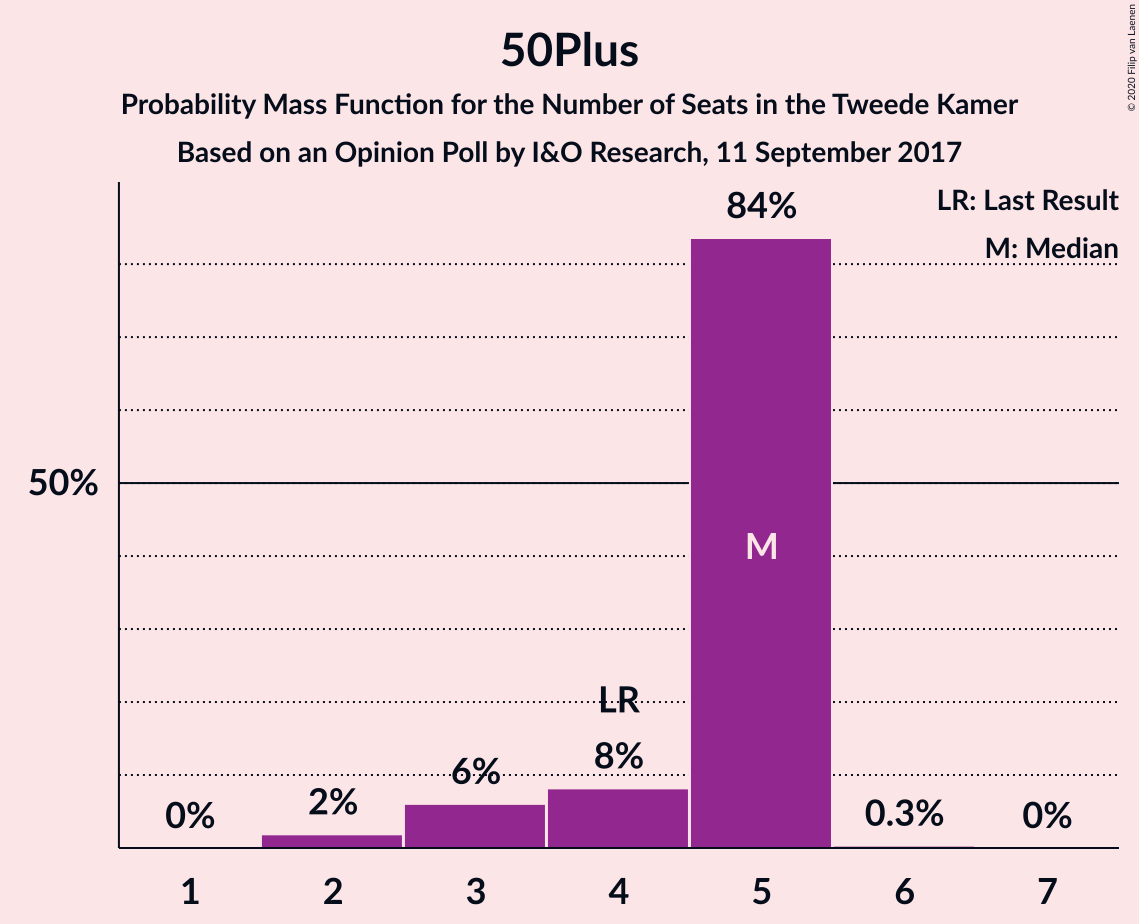 50Plus
Probability Mass Function for the Number of Seats in the Tweede Kamer
Based on an Opinion Poll by I&O Research, 11 September 2017
© 2020 Filip van Laenen
LR: Last Result
M: Median
84%
50%
M
LR
8%
6%
2%
0%
0.3%
0%
1 2 3 4 5 6 7